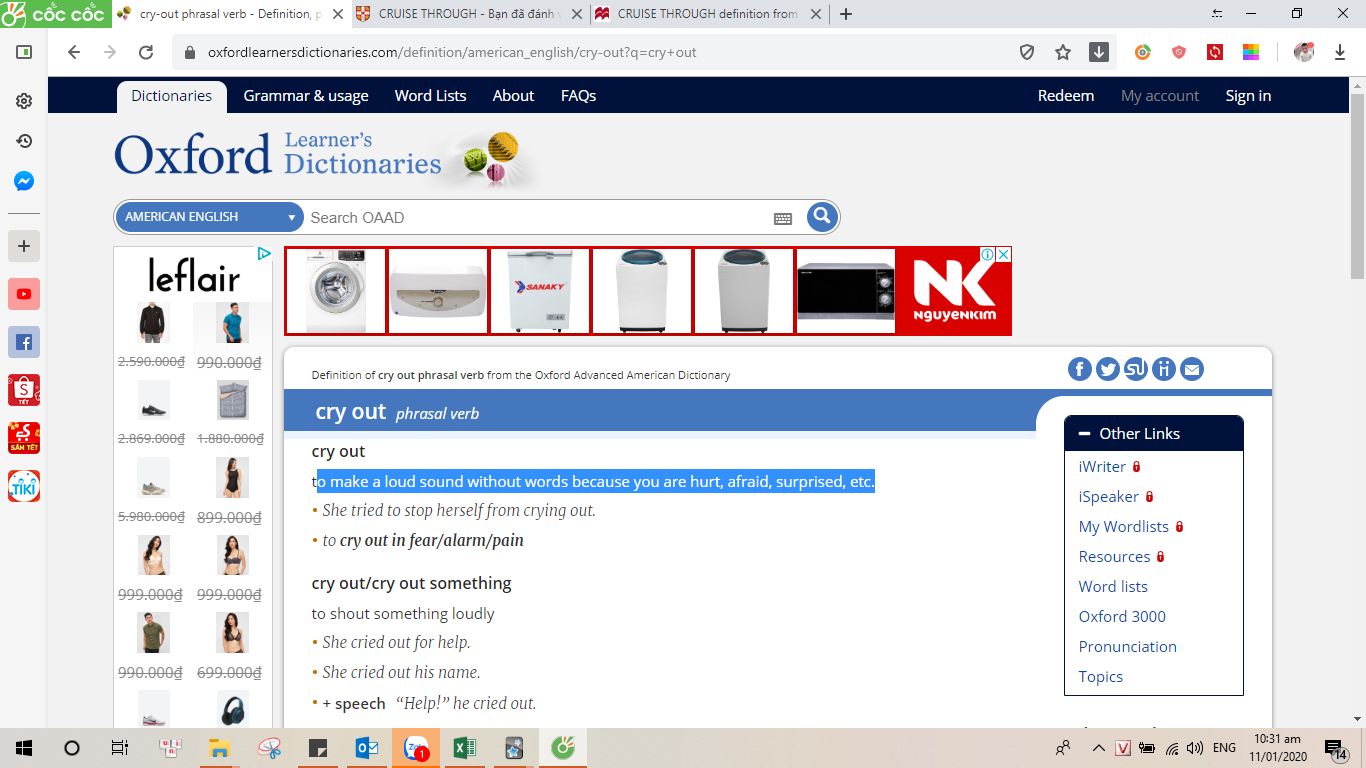 cốc cốc
cry-out phrasal verb - Definition, p
CRUISE THROUGH - Bạn đã đánh v
CRUISE THROUGH definition from
oxfordlearnersdictionaries.com/definition/american_english/cry-out?q=cry+out
Dictionaries Grammar & usage Word Lists About FAQs Redeem My account Sign in
Oxford Learner's Dictionaries
AMERICAN ENGLISH Search OAAD
leflair
2.590.000₫ 990.000₫
2.869.000₫ 1.880.000₫
5.980.000₫ 899.000₫
999.000₫ 999.000₫
990.000₫ 699.000₫
SANAKY
NK
NGUYENKIM
Definition of cry out phrasal verb from the Oxford Advanced American Dictionary
cry out phrasal verb
cry out
to make a loud sound without words because you are hurt, afraid, surprised, etc.
• She tried to stop herself from crying out.
• to cry out in fear/alarm/pain
cry out/cry out something
to shout something loudly
• She cried out for help.
• She cried out his name.
• + speech “Help!” he cried out.
Other Links
iWriter
iSpeaker
My Wordlists
Resources
Word lists
Oxford 3000
Pronunciation
Topics
TẾT
SẮM TẾT
TIKI
1
ENG
10:31 am
11/01/2020
14